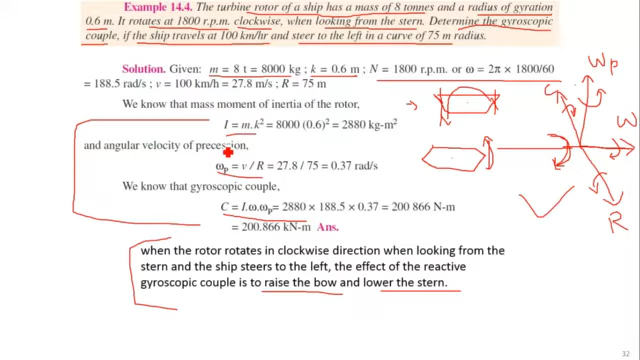 Example 14.4. The turbine rotor of a ship has a mass of 8 tonnes and a radius of gyration
0.6 m. It rotates at 1800 r.p.m. clockwise, when looking from the stern. Determine the gyroscopic
couple, if the ship travels at 100 km/hr and steer to the left in a curve of 75 m radius.
Solution. Given: m = 8 t = 8000 kg ; k = 0.6 m ; N = 1800 r.p.m. or ω = 2π × 1800/60
= 188.5 rad/s ; v = 100 km/h = 27.8 m/s ; R = 75 m
We know that mass moment of inertia of the rotor,
I = m.k² = 8000 (0.6)² = 2880 kg-m²
and angular velocity of precession,
ωp = v / R = 27.8 / 75 = 0.37 rad/s
We know that gyroscopic couple,
C = I.ω.ωp = 2880 × 188.5 × 0.37 = 200 866 N-m
= 200.866 kN-m Ans.
when the rotor rotates in clockwise direction when looking from the
stern and the ship steers to the left, the effect of the reactive
gyroscopic couple is to raise the bow and lower the stern.
Wp
C
W
R
32